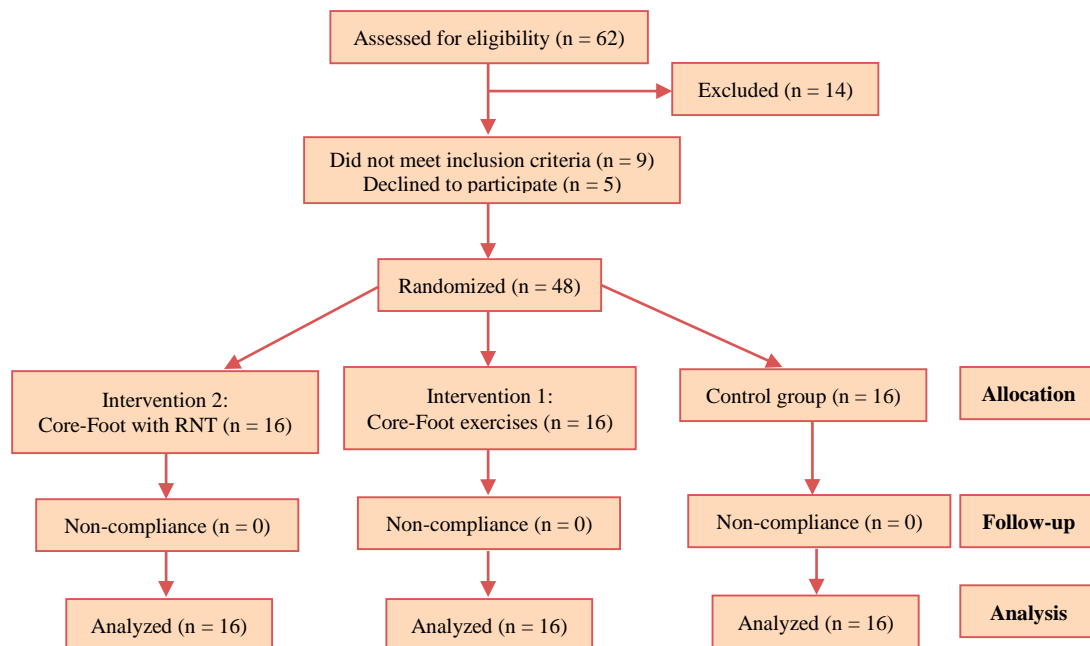 Assessed for eligibility (n = 62)
Excluded (n = 14)
Did not meet inclusion criteria (n = 9)
Declined to participate (n = 5)
Randomized (n = 48)
Intervention 2:
Core-Foot with RNT (n = 16)
Intervention 1:
Core-Foot exercises (n = 16)
Control group (n = 16)
Allocation
Non-compliance (n = 0)
Non-compliance (n = 0)
Non-compliance (n = 0)
Follow-up
Analyzed (n = 16)
Analyzed (n = 16)
Analyzed (n = 16)
Analysis